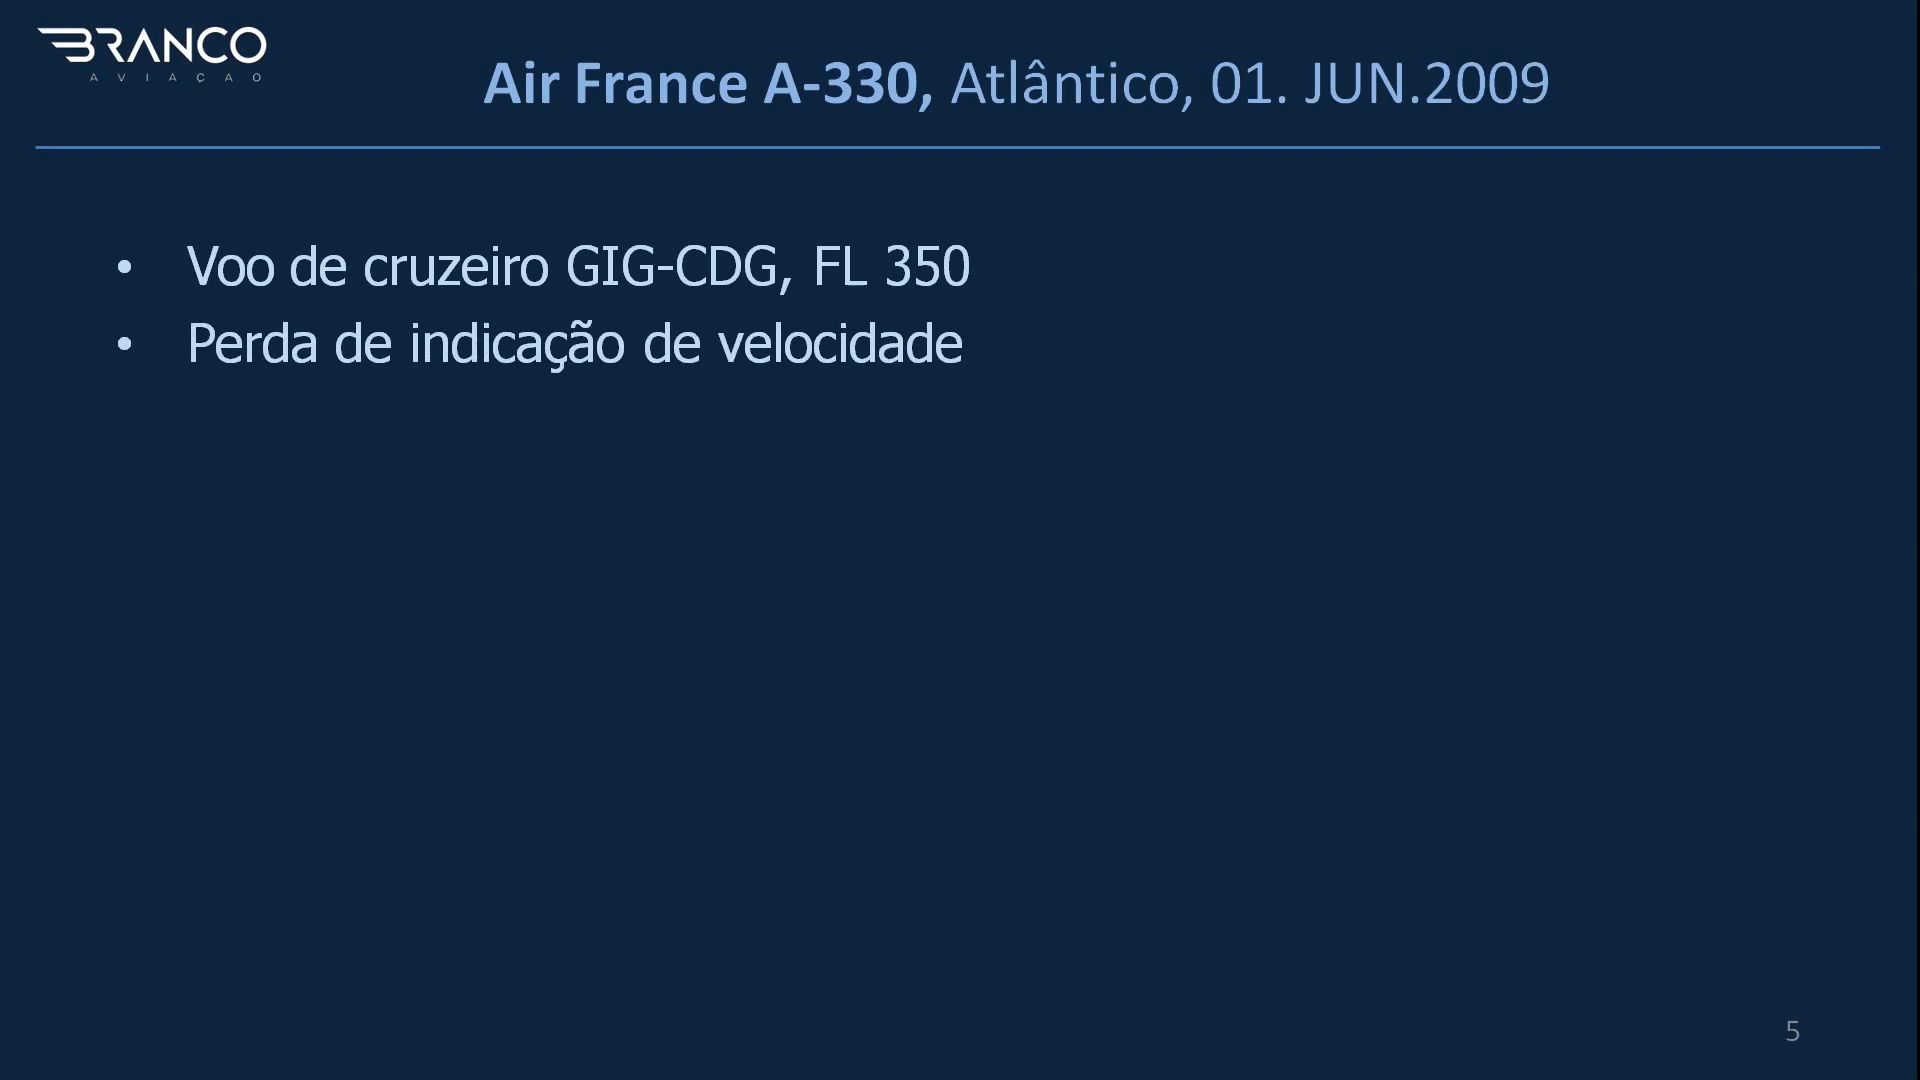 BRANCO
AVIAÇAO
Air France A-330, Atlântico, 01. JUN.2009
• Voo de cruzeiro GIG-CDG, FL 350
• Perda de indicação de velocidade
5